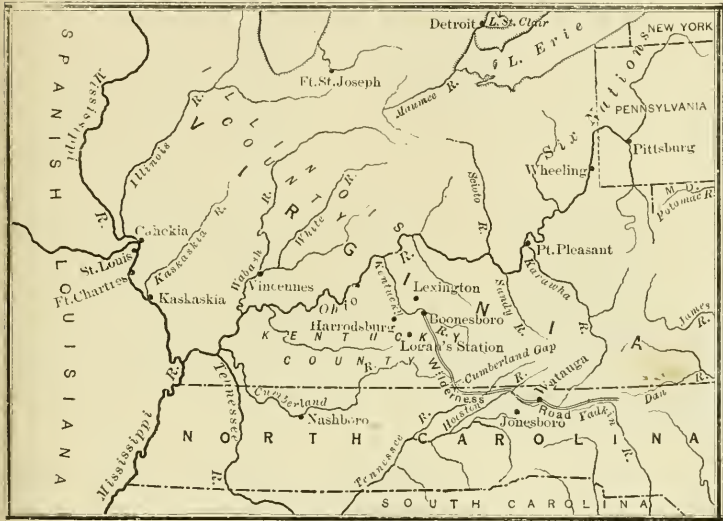 Detroit
L. St. Clair
NEW YORK
L. Erie
Ft. St. Joseph
Maumee R.
Six Nations
PENNSYLVANIA
Pittsburg
Wheeling
M D.
Potomac R.
SPANISH LOUISIANA
Mississippi R.
Illinois R.
ILLINOIS COUNTY
VIRGINIA
Scioto R.
Cahokia
St. Louis
Ft. Chartres
Kaskaskia R.
Kaskaskia
Wabash R.
White R.
Vincennes
Ohio
R.
Pt. Pleasant
Kanawha R.
Sandy R.
James R.
Kentucky R.
Lexington
Boonesboro
Harrodsburg
Logan's Station
KENTUCKY
COUNTY
Cumberland Gap
Wilderness Road
Cumberland R.
Nashboro
Tennessee R.
Mississippi R.
Watauga
Jonesboro
Holston R.
Tennessee R.
Yadkin R.
Dan R.
NORTH CAROLINA
SOUTH CAROLINA